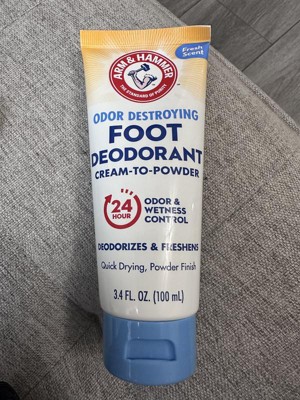 Fresh
Scent
ARM & HAMMER
THE STANDARD OF PURITY
ODOR DESTROYING
FOOT
DEODORANT
CREAM-TO-POWDER
24
HOUR
ODOR &
WETNESS
CONTROL
DEODORIZES & FRESHENS
Quick Drying, Powder Finish
3.4 FL. OZ. (100 mL)